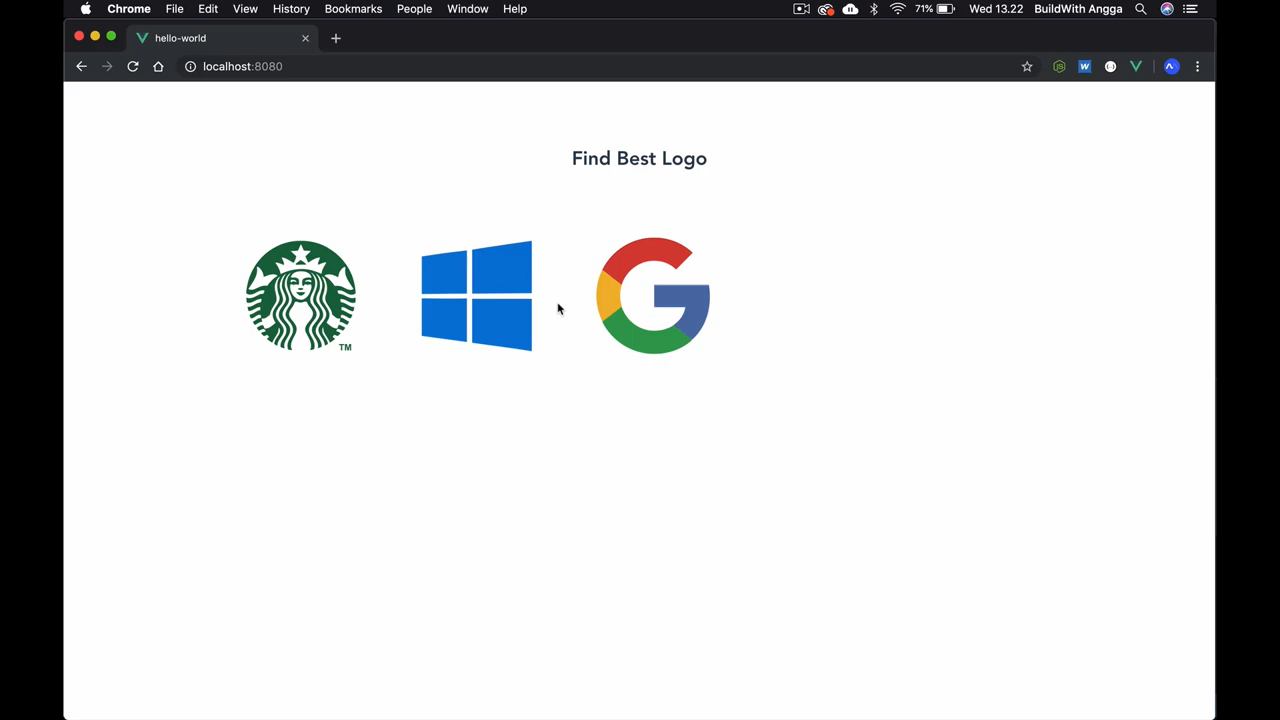 Chrome File Edit View History Bookmarks People Window Help 71% Wed 13.22 BuildWith Angga
hello-world
localhost:8080
Find Best Logo
TM